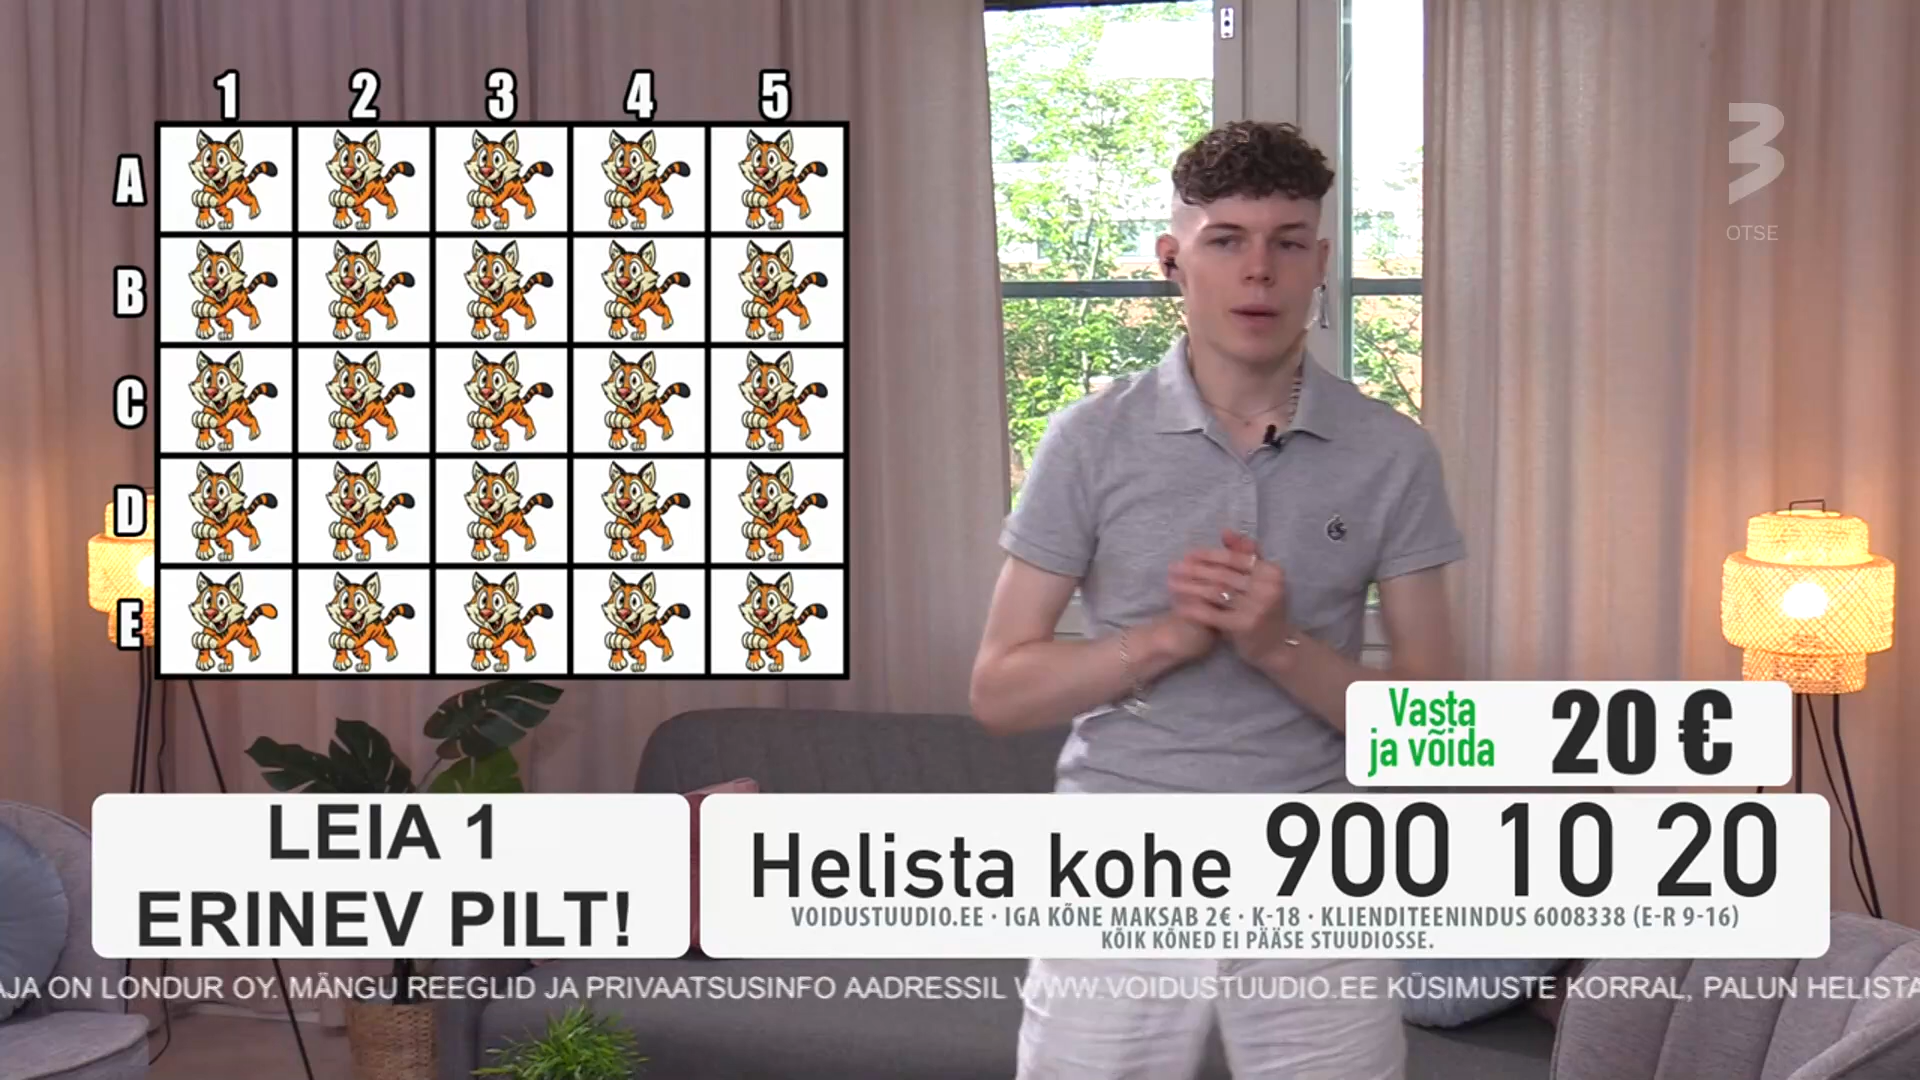 1 2 3 4 5
A
B
C
D
E
3
OTSE
Vasta
ja võida
20 €
LEIA 1
ERINEV PILT!
Helista kohe 900 10 20
VOIDUSTUUDIO.EE · IGA KÕNE MAKSAB 2€ · K-18 · KLIENDITEENINDUS 6008338 (E-R 9-16)
KÕIK KÕNED EI PÄÄSE STUUDIOSSE.
AJA ON LONDUR OY. MÄNGU REEGLID JA PRIVAATSUSINFO AADRESSIL WWW.VOIDUSTUUDIO.EE KÜSIMUSTE KORRAL, PALUN HELISTA